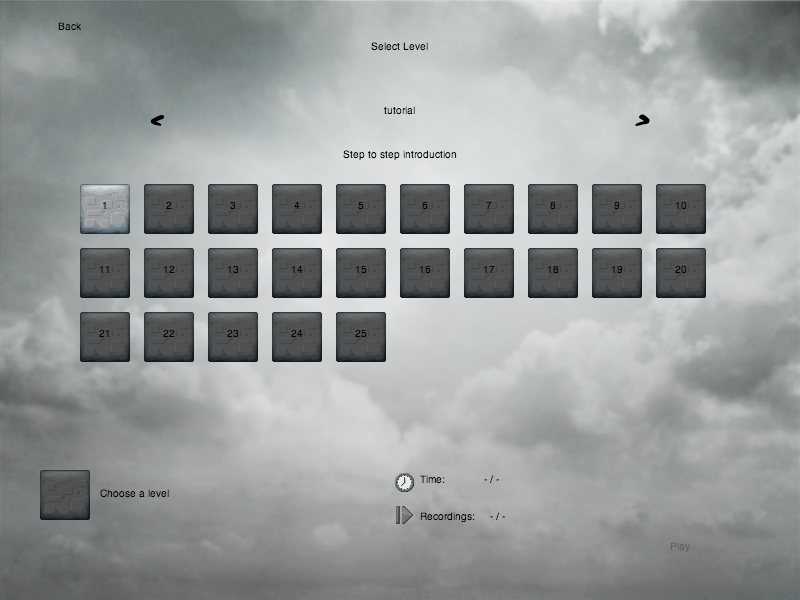 Back
Select Level
<
tutorial
>
Step to step introduction
1 2 3 4 5 6 7 8 9 10
11 12 13 14 15 16 17 18 19 20
21 22 23 24 25
Choose a level
Time: - / -
Recordings: - / -
Play